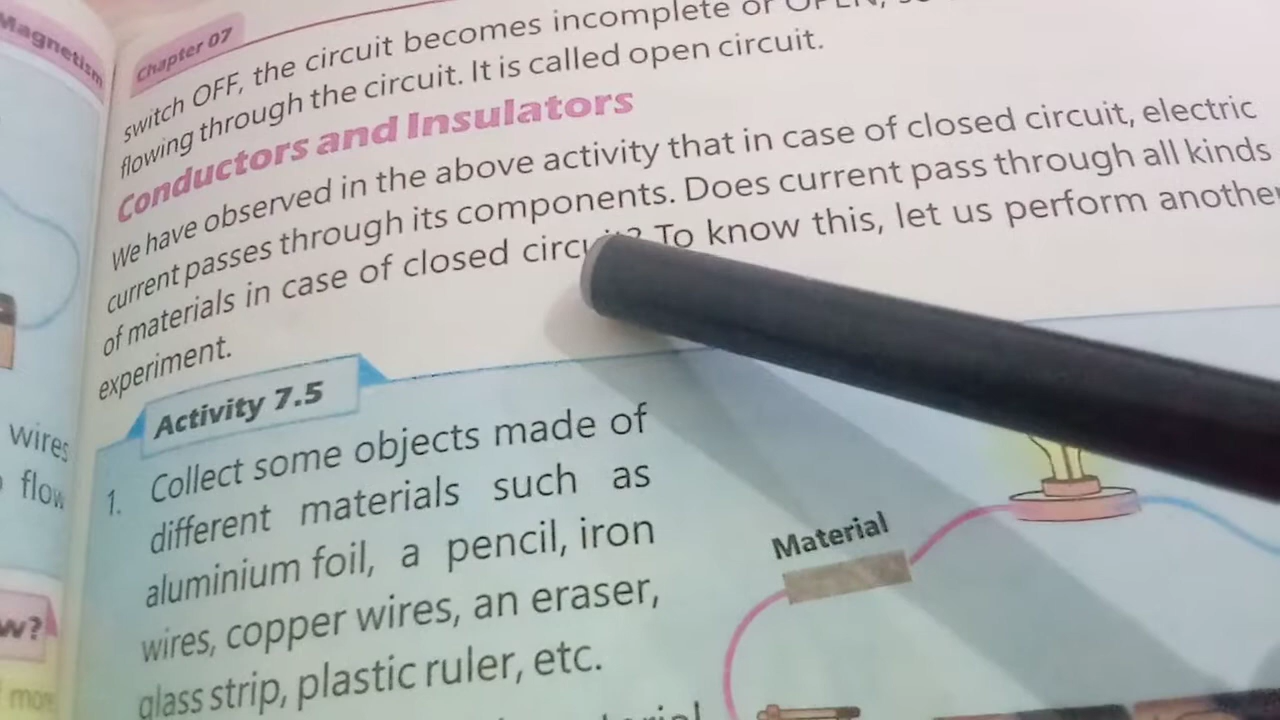 Magnetism
Chapter 07
switch OFF, the circuit becomes incomplete or OPEN,
flowing through the circuit. It is called open circuit.
Conductors and Insulators
We have observed in the above activity that in case of closed circuit, electric
current passes through its components. Does current pass through all kinds
of materials in case of closed circuit? To know this, let us perform another
experiment.
Activity 7.5
1. Collect some objects made of
different materials such as
aluminium foil, a pencil, iron
wires, copper wires, an eraser,
glass strip, plastic ruler, etc.
Material
wires
flow
w?